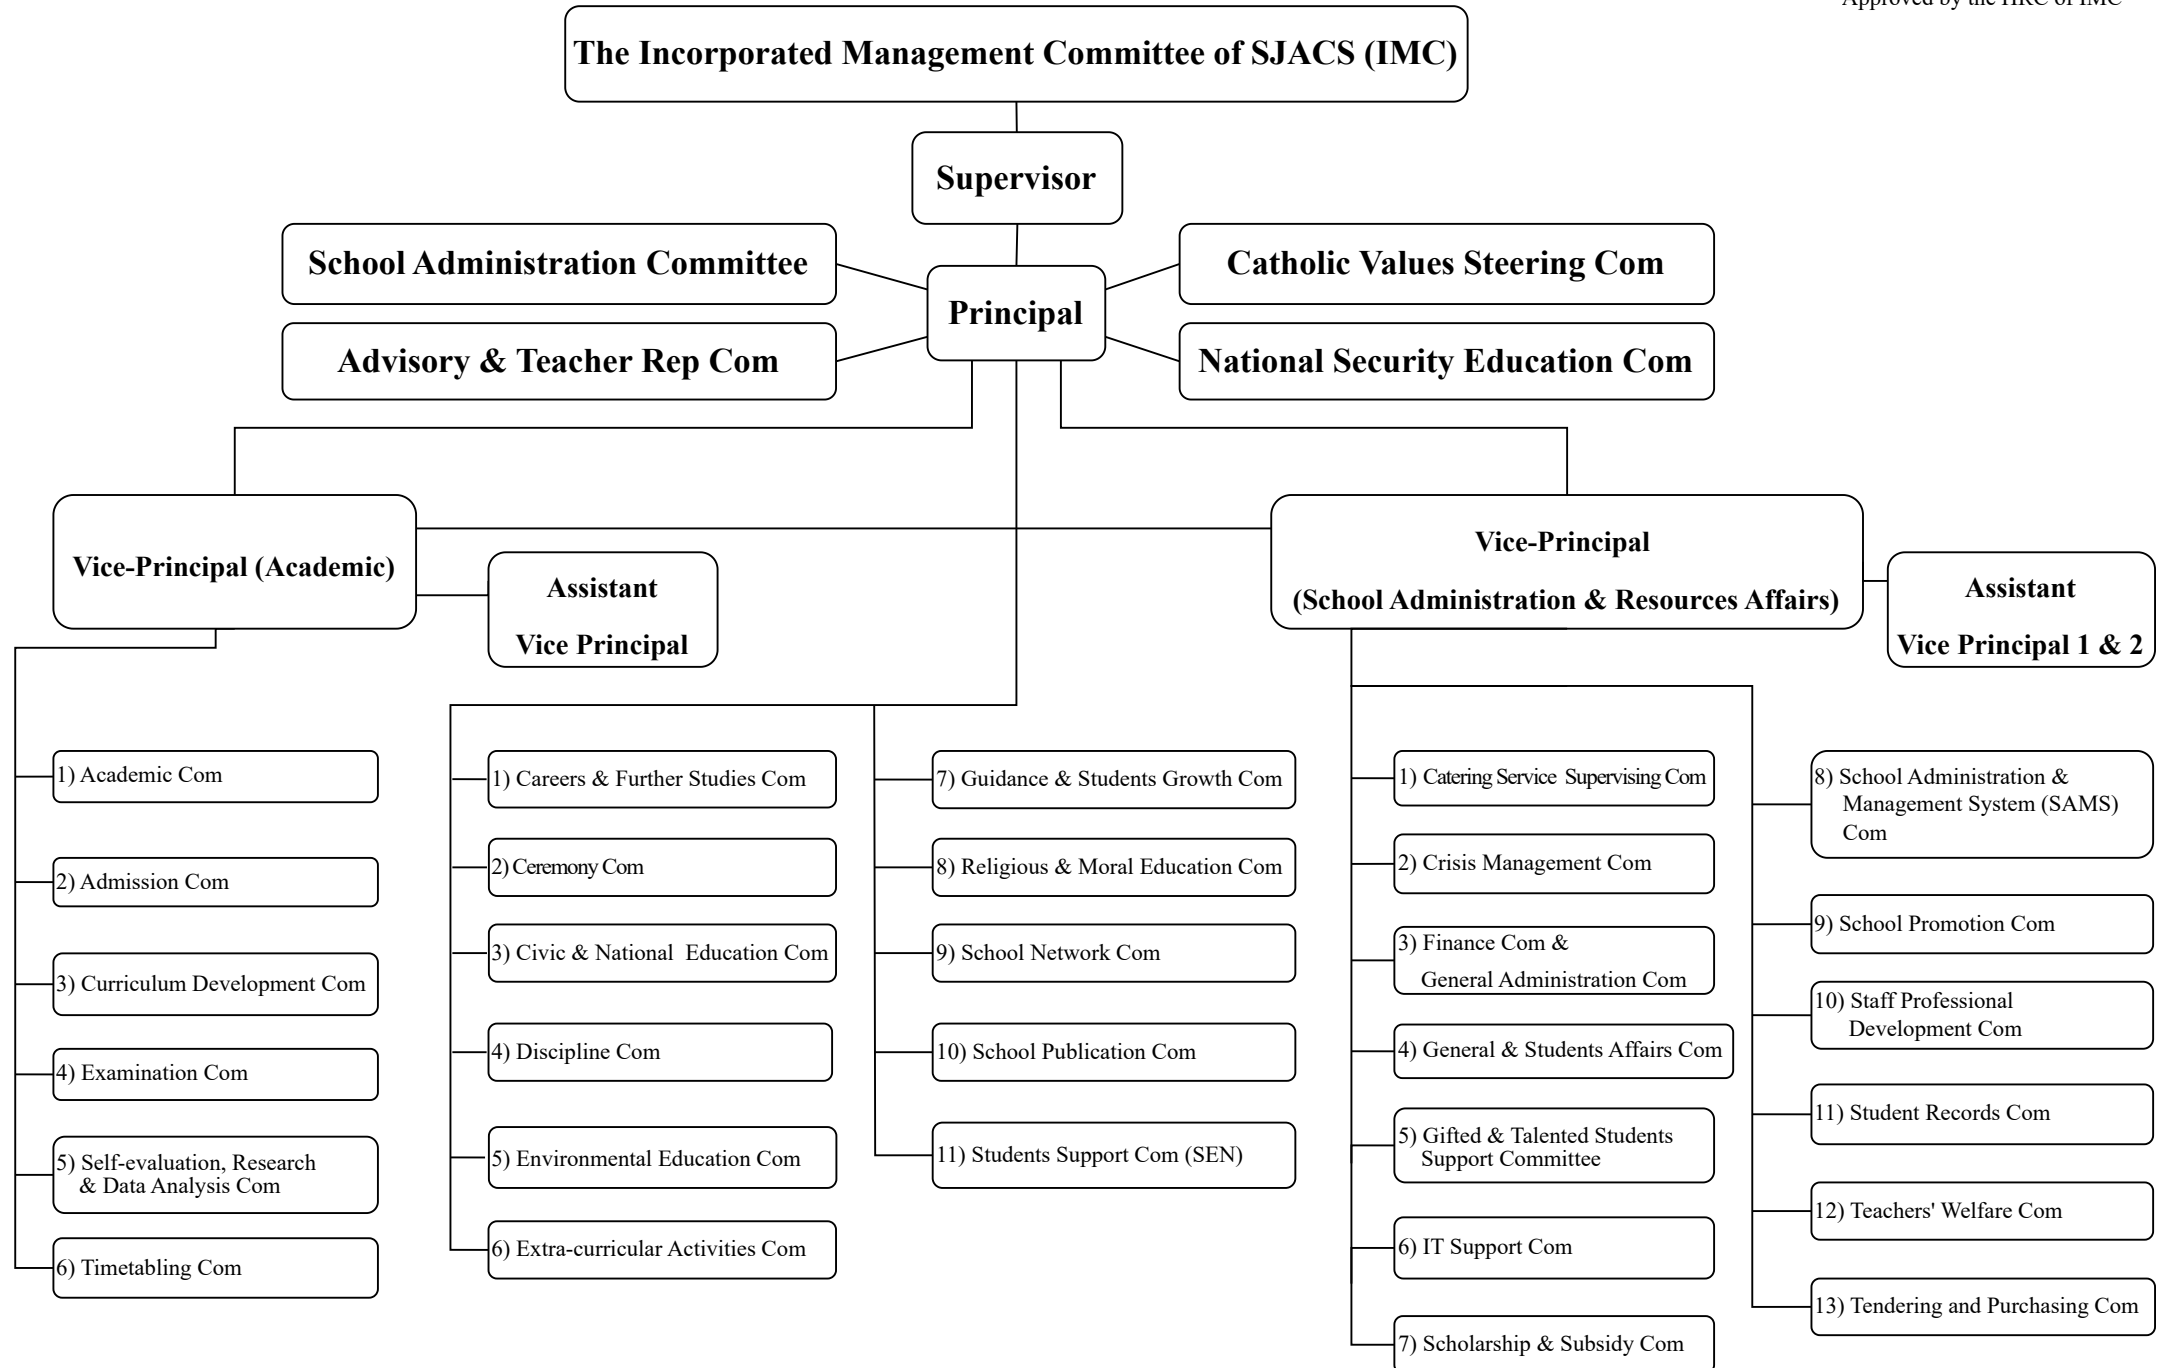 Approved by the HRC of IMC
The Incorporated Management Committee of SJACS (IMC)
Supervisor
School Administration Committee
Catholic Values Steering Com
Principal
Advisory & Teacher Rep Com
National Security Education Com
Vice-Principal (Academic)
Assistant
Vice Principal
Vice-Principal
(School Administration & Resources Affairs)
Assistant
Vice Principal 1 & 2
1) Academic Com
2) Admission Com
3) Curriculum Development Com
4) Examination Com
5) Self-evaluation, Research
& Data Analysis Com
6) Timetabling Com
1) Careers & Further Studies Com
2) Ceremony Com
3) Civic & National  Education Com
4) Discipline Com
5) Environmental Education Com
6) Extra-curricular Activities Com
7) Guidance & Students Growth Com
8) Religious & Moral Education Com
9) School Network Com
10) School Publication Com
11) Students Support Com (SEN)
1) Catering Service  Supervising Com
2) Crisis Management Com
3) Finance Com &
General Administration Com
4) General & Students Affairs Com
5) Gifted & Talented Students
Support Committee
6) IT Support Com
7) Scholarship & Subsidy Com
8) School Administration &
Management System (SAMS)
Com
9) School Promotion Com
10) Staff Professional
Development Com
11) Student Records Com
12) Teachers' Welfare Com
13) Tendering and Purchasing Com